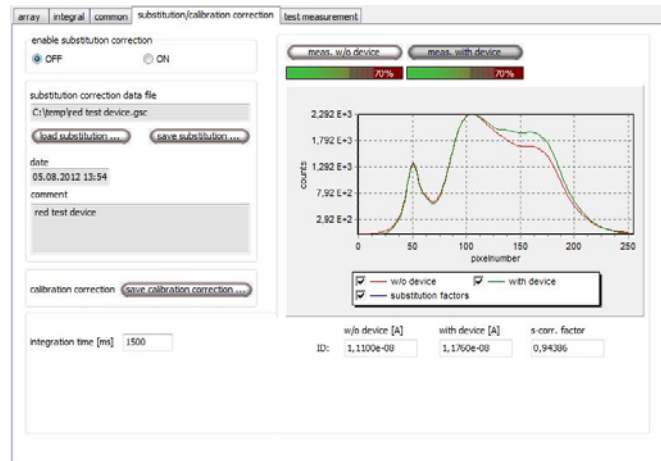 array integral common substitution/calibration correction test measurement
enable substitution correction
OFF ON
substitution correction data file
C:\temp\red test device.gsc
load substitution ... save substitution ...
date
05.08.2012 13:54
comment
red test device
calibration correction save calibration correction ...
integration time [ms] 1500
meas. w/o device meas. with device
70% 70%
2,292 E+3
1,792 E+3
1,292 E+3
7,92 E+2
2,92 E+2
counts
0 50 100 150 200 250
pixelnumber
w/o device with device
substitution factors
w/o device [A] with device [A] s-corr. factor
ID: 1,1100e-08 1,1760e-08 0,94386